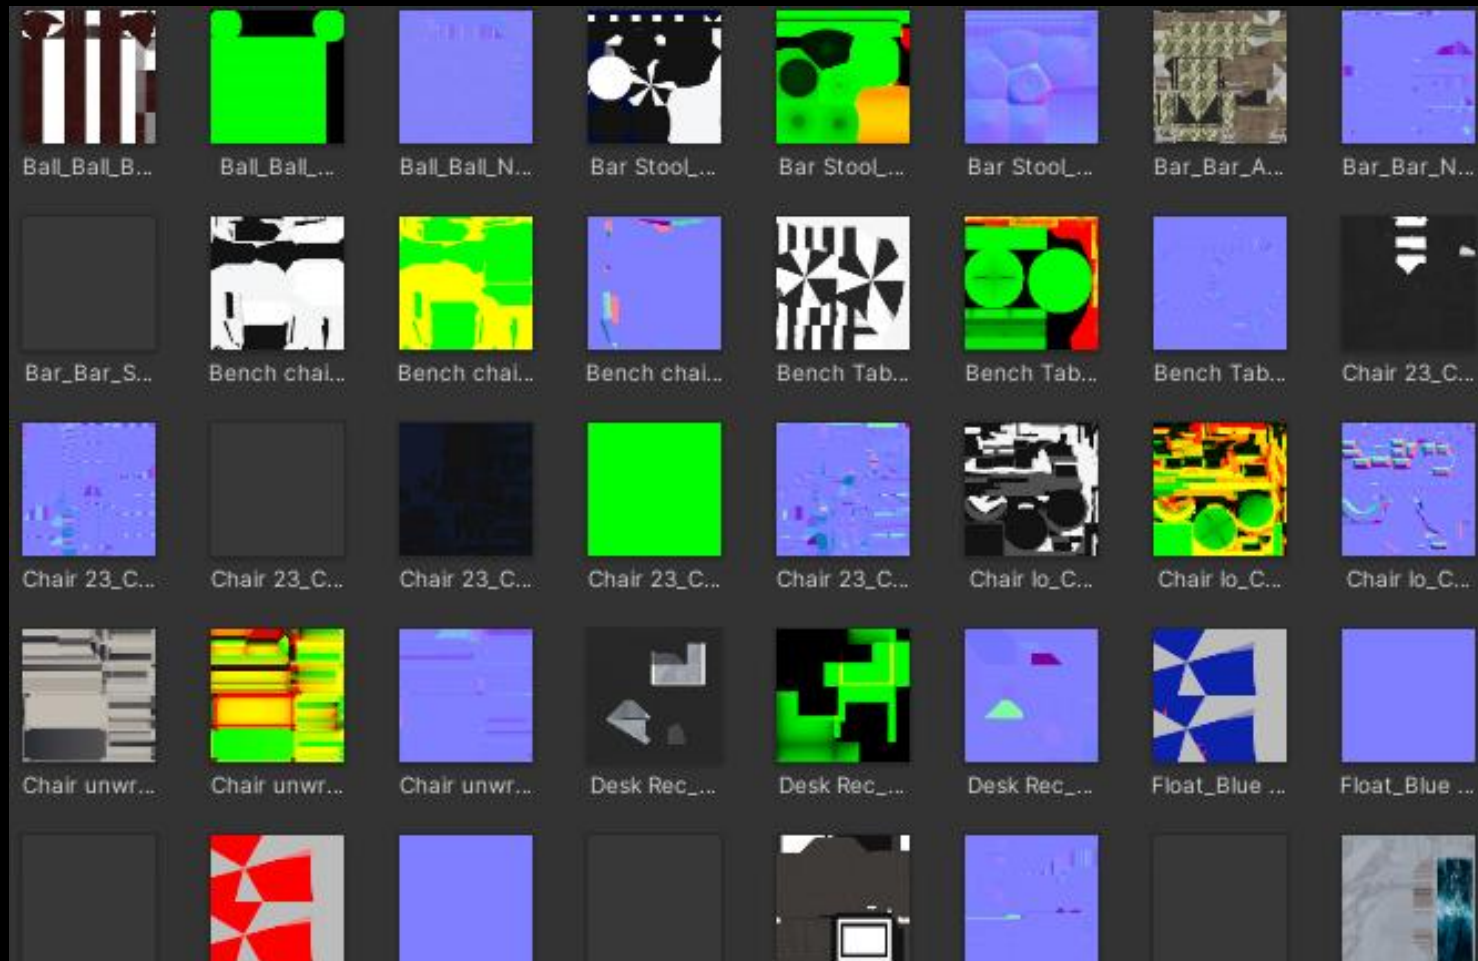 Ball_Ball_B...
Ball_Ball_...
Ball_Ball_N...
Bar Stool_...
Bar Stool_...
Bar Stool_...
Bar_Bar_A...
Bar_Bar_N...
Bar_Bar_S...
Bench chai...
Bench chai...
Bench chai...
Bench Tab...
Bench Tab...
Bench Tab...
Chair 23_C...
Chair 23_C...
Chair 23_C...
Chair 23_C...
Chair 23_C...
Chair 23_C...
Chair lo_C...
Chair lo_C...
Chair lo_C...
Chair unwr...
Chair unwr...
Chair unwr...
Desk Rec_...
Desk Rec_...
Desk Rec_...
Float_Blue ...
Float_Blue ...